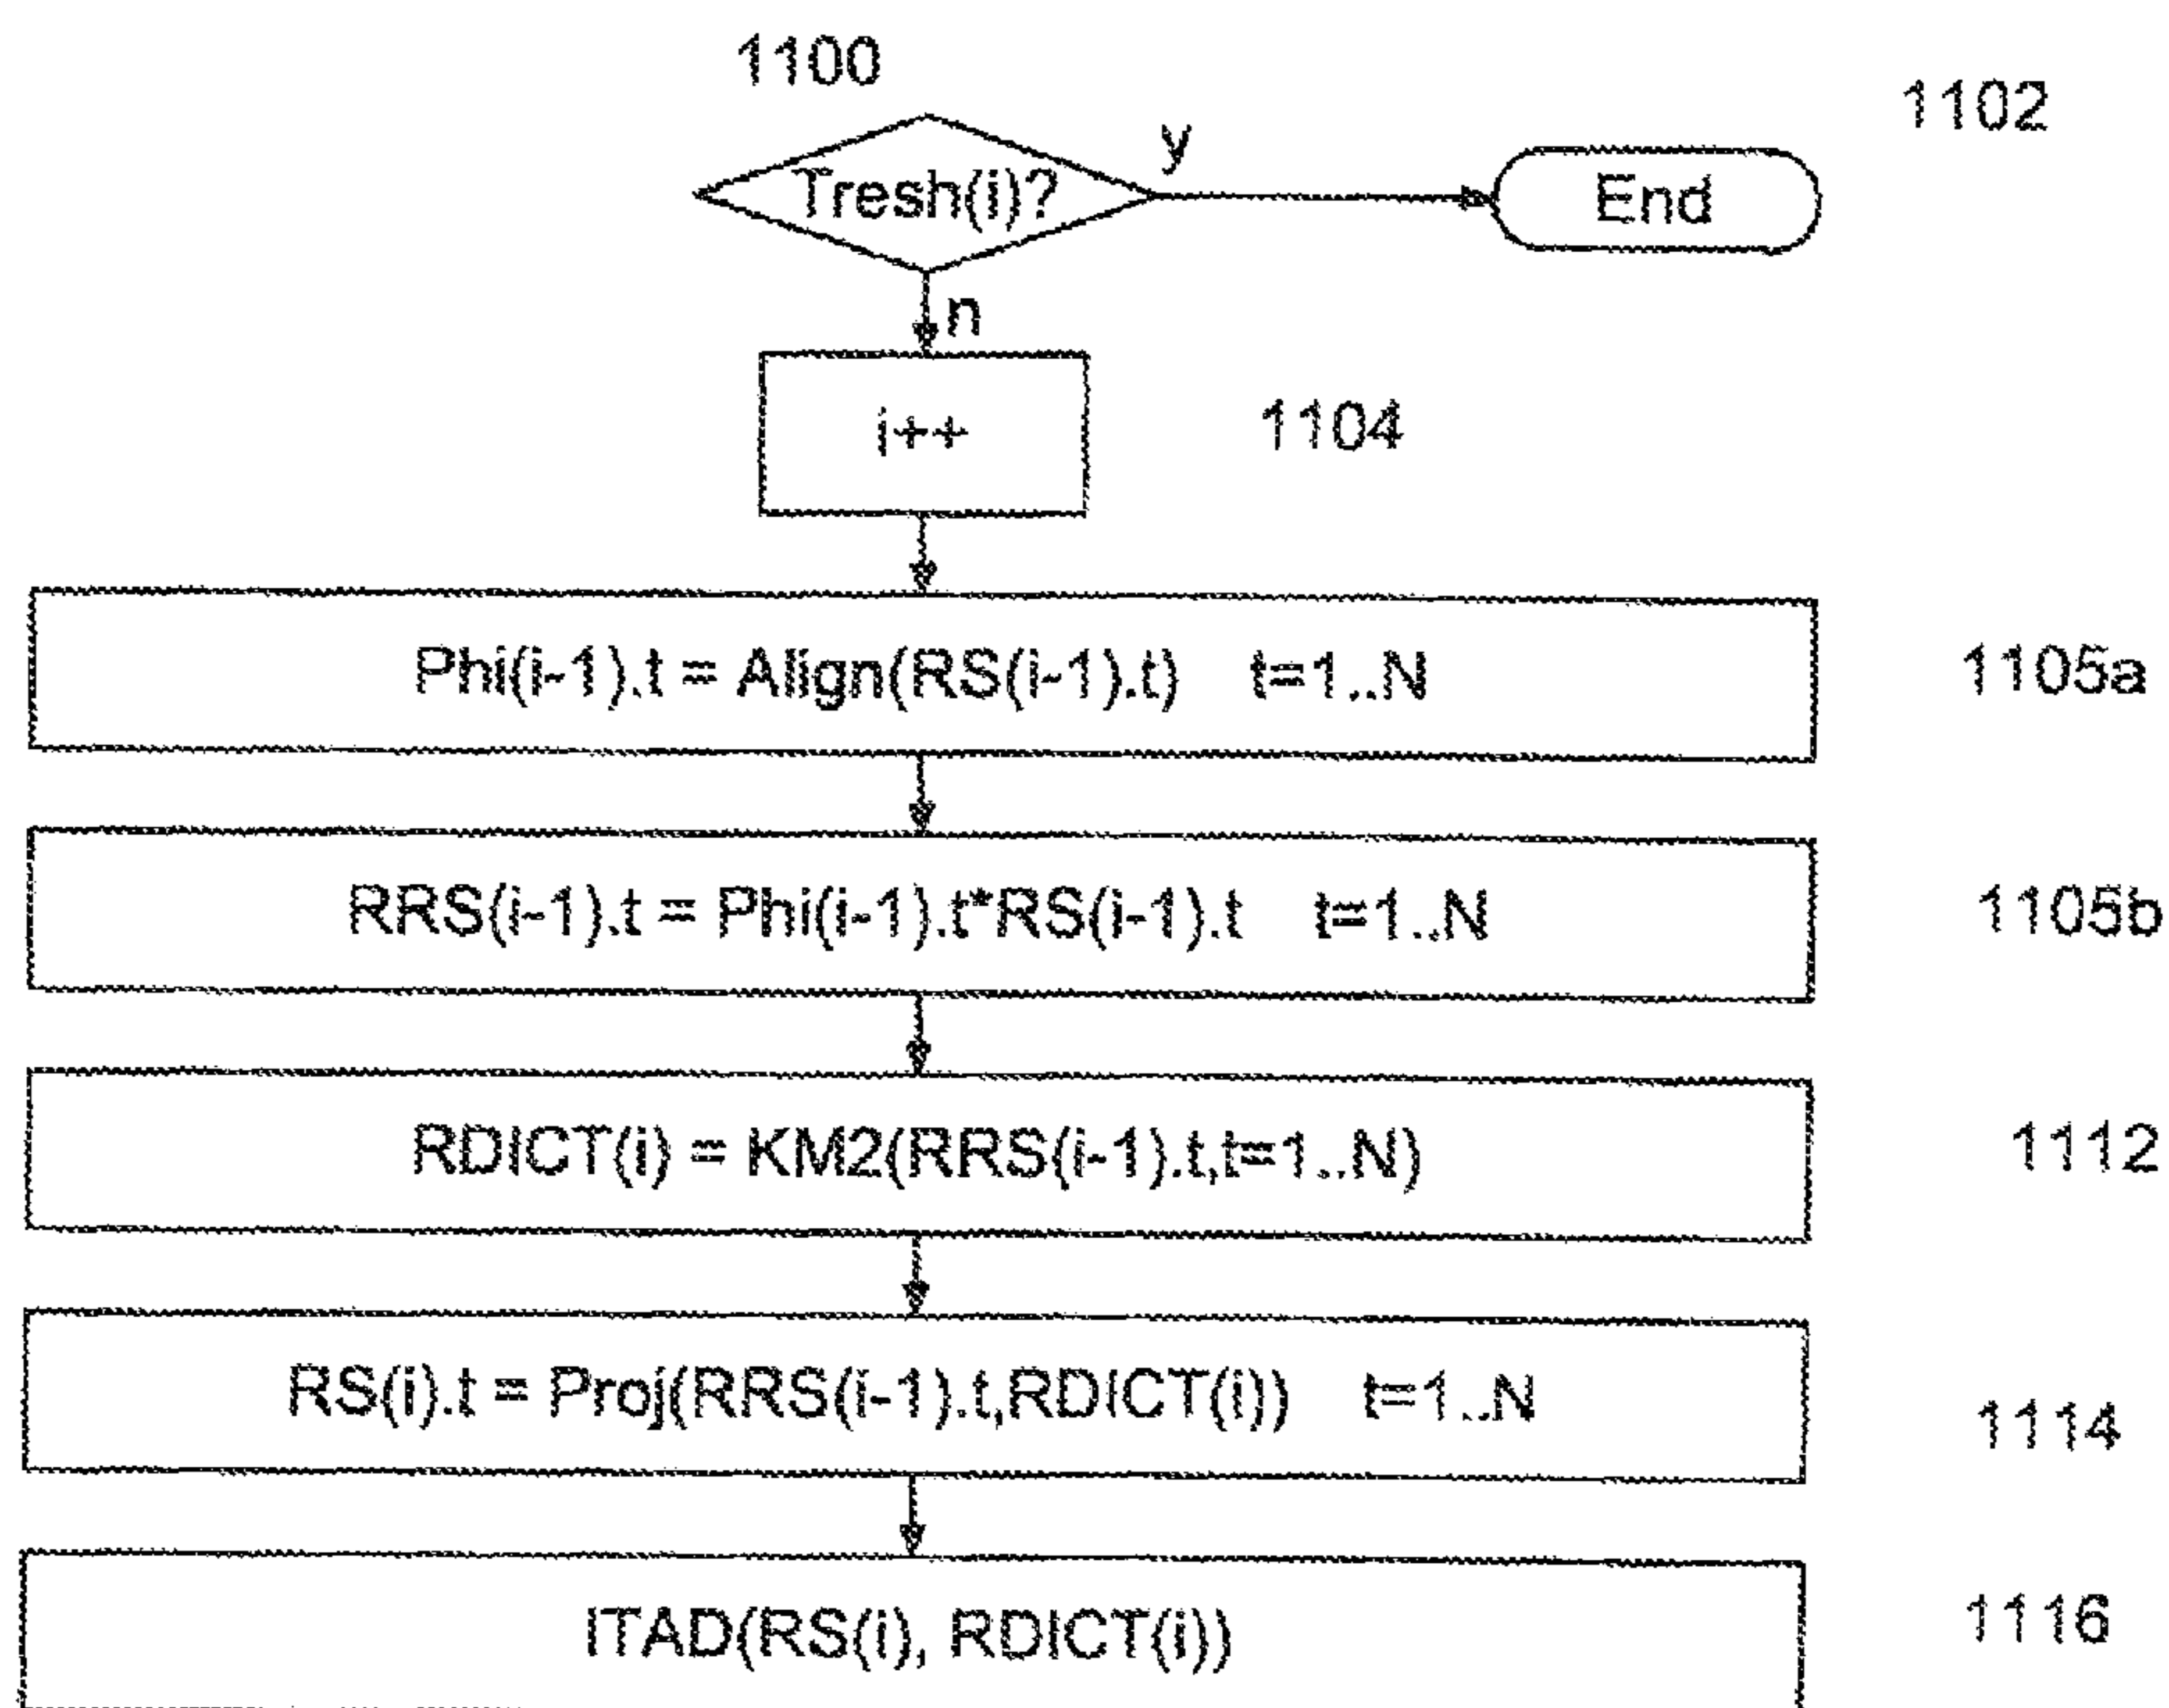 1100
1102
Tresh(i)?
y
End
n
i++
1104
Phi(i-1).t = Align(RS(i-1).t) t=1..N
1105a
RRS(i-1).t = Phi(i-1).t*RS(i-1).t t=1..N
1105b
RDICT(i) = KM2(RRS(i-1).t,t=1..N)
1112
RS(i).t = Proj(RRS(i-1).t,RDICT(i)) t=1..N
1114
ITAD(RS(i), RDICT(i))
1116